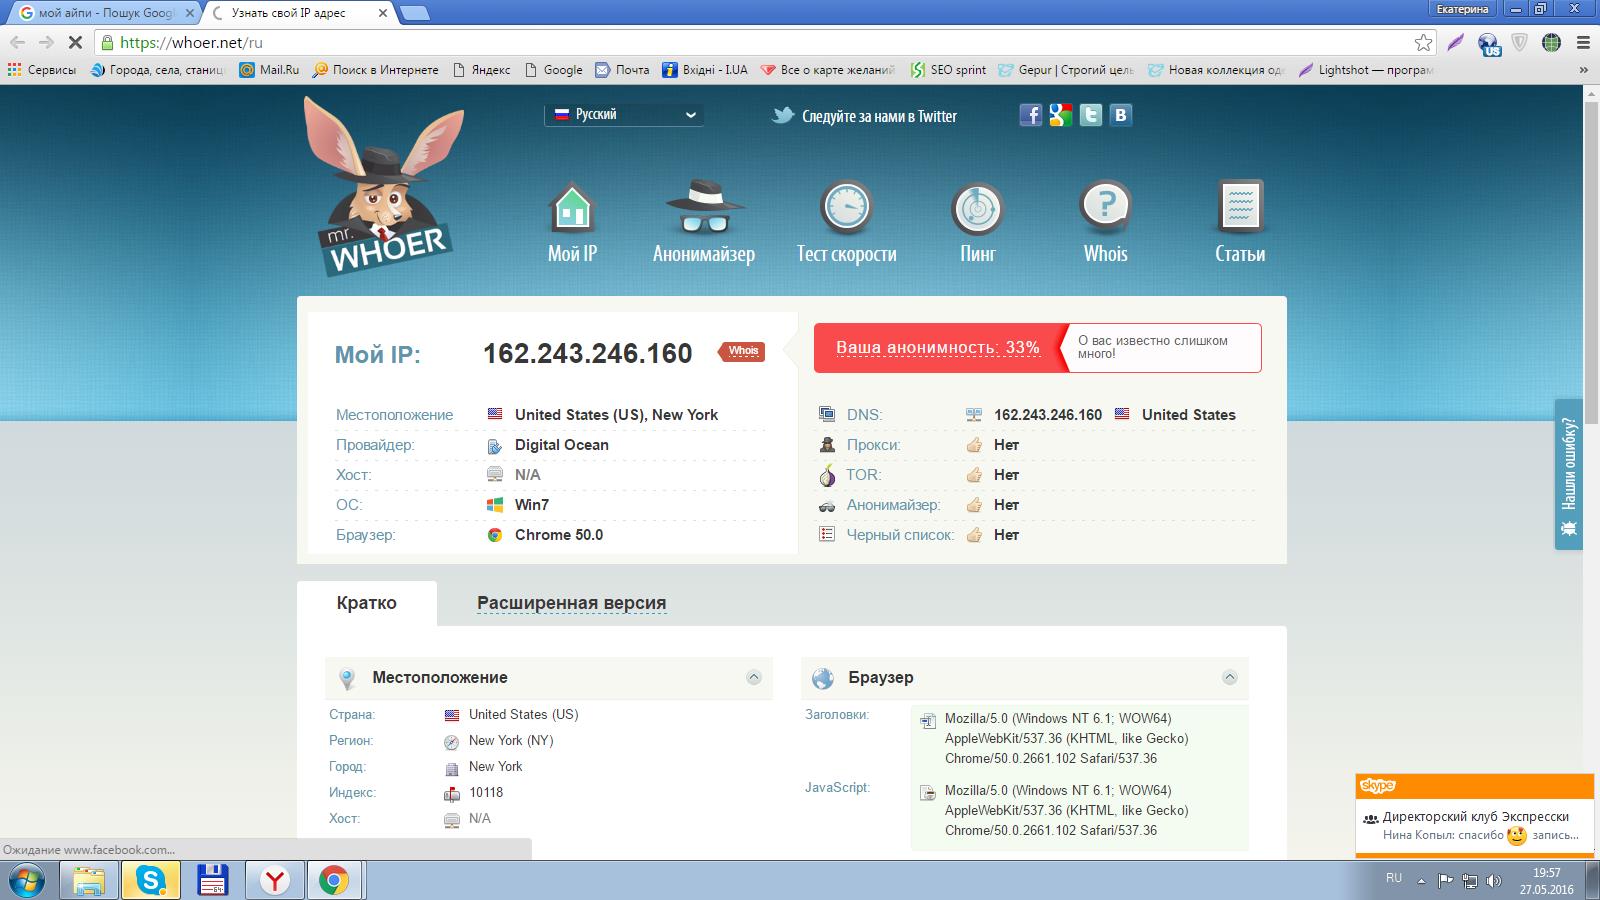 мой айпи - Пошук Goog
Узнать свой IP адрес
Екатерина
https://whoer.net/ru
US
Сервисы
Города, села, станиц
Mail.Ru
Поиск в Интернете
Яндекс
Google
Почта
Вхідні - I.UA
Все о карте желаний
SEO sprint
Gepur | Строгий цель
Новая коллекция од
Lightshot — програм
mr.
WHOER
Русский
Следуйте за нами в Twitter
Мой IP
Анонимайзер
Тест скорости
Пинг
Whois
Статьи
Мой IP:
162.243.246.160
Whois
Местоположение
United States (US), New York
Провайдер:
Digital Ocean
Хост:
N/A
ОС:
Win7
Браузер:
Chrome 50.0
Ваша анонимность: 33%
О вас известно слишком
много!
DNS:
162.243.246.160
United States
Прокси:
Нет
TOR:
Нет
Анонимайзер:
Нет
Черный список:
Нет
Нашли ошибку?
Кратко
Расширенная версия
Местоположение
Страна:
United States (US)
Регион:
New York (NY)
Город:
New York
Индекс:
10118
Хост:
N/A
Браузер
Заголовки:
Mozilla/5.0 (Windows NT 6.1; WOW64)
AppleWebKit/537.36 (KHTML, like Gecko)
Chrome/50.0.2661.102 Safari/537.36
JavaScript:
Mozilla/5.0 (Windows NT 6.1; WOW64)
AppleWebKit/537.36 (KHTML, like Gecko)
Chrome/50.0.2661.102 Safari/537.36
skype
Директорский клуб Экспресски
Нина Копыл: спасибо запись...
Ожидание www.facebook.com...
64
RU
19:57
27.05.2016